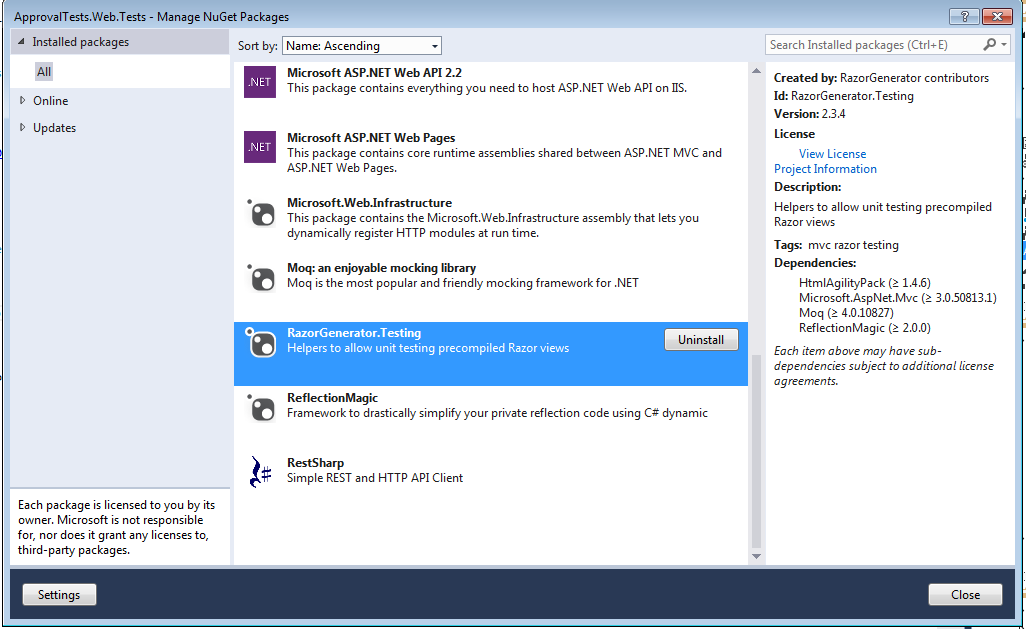 ApprovalTests.Web.Tests - Manage NuGet Packages
Installed packages
All
Online
Updates
Each package is licensed to you by its
owner. Microsoft is not responsible
for, nor does it grant any licenses to,
third-party packages.
Sort by: Name: Ascending
.NET
Microsoft ASP.NET Web API 2.2
This package contains everything you need to host ASP.NET Web API on IIS.
.NET
Microsoft ASP.NET Web Pages
This package contains core runtime assemblies shared between ASP.NET MVC and
ASP.NET Web Pages.
Microsoft.Web.Infrastructure
This package contains the Microsoft.Web.Infrastructure assembly that lets you
dynamically register HTTP modules at run time.
Moq: an enjoyable mocking library
Moq is the most popular and friendly mocking framework for .NET
RazorGenerator.Testing
Helpers to allow unit testing precompiled Razor views
Uninstall
ReflectionMagic
Framework to drastically simplify your private reflection code using C# dynamic
RestSharp
Simple REST and HTTP API Client
Search Installed packages (Ctrl+E)
Created by: RazorGenerator contributors
Id: RazorGenerator.Testing
Version: 2.3.4
License
View License
Project Information
Description:
Helpers to allow unit testing precompiled
Razor views
Tags: mvc razor testing
Dependencies:
HtmlAgilityPack (≥ 1.4.6)
Microsoft.AspNet.Mvc (≥ 3.0.50813.1)
Moq (≥ 4.0.10827)
ReflectionMagic (≥ 2.0.0)
Each item above may have sub-
dependencies subject to additional license
agreements.
Settings
Close